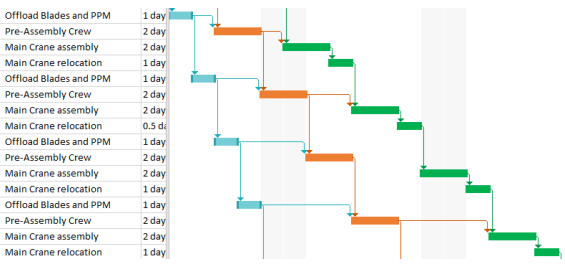 Offload Blades and PPM 1 day
Pre-Assembly Crew 2 day
Main Crane assembly 2 day
Main Crane relocation 1 day
Offload Blades and PPM 1 day
Pre-Assembly Crew 2 day
Main Crane assembly 2 day
Main Crane relocation 0.5 da
Offload Blades and PPM 1 day
Pre-Assembly Crew 2 day
Main Crane assembly 2 day
Main Crane relocation 1 day
Offload Blades and PPM 1 day
Pre-Assembly Crew 2 day
Main Crane assembly 2 day
Main Crane relocation 1 day